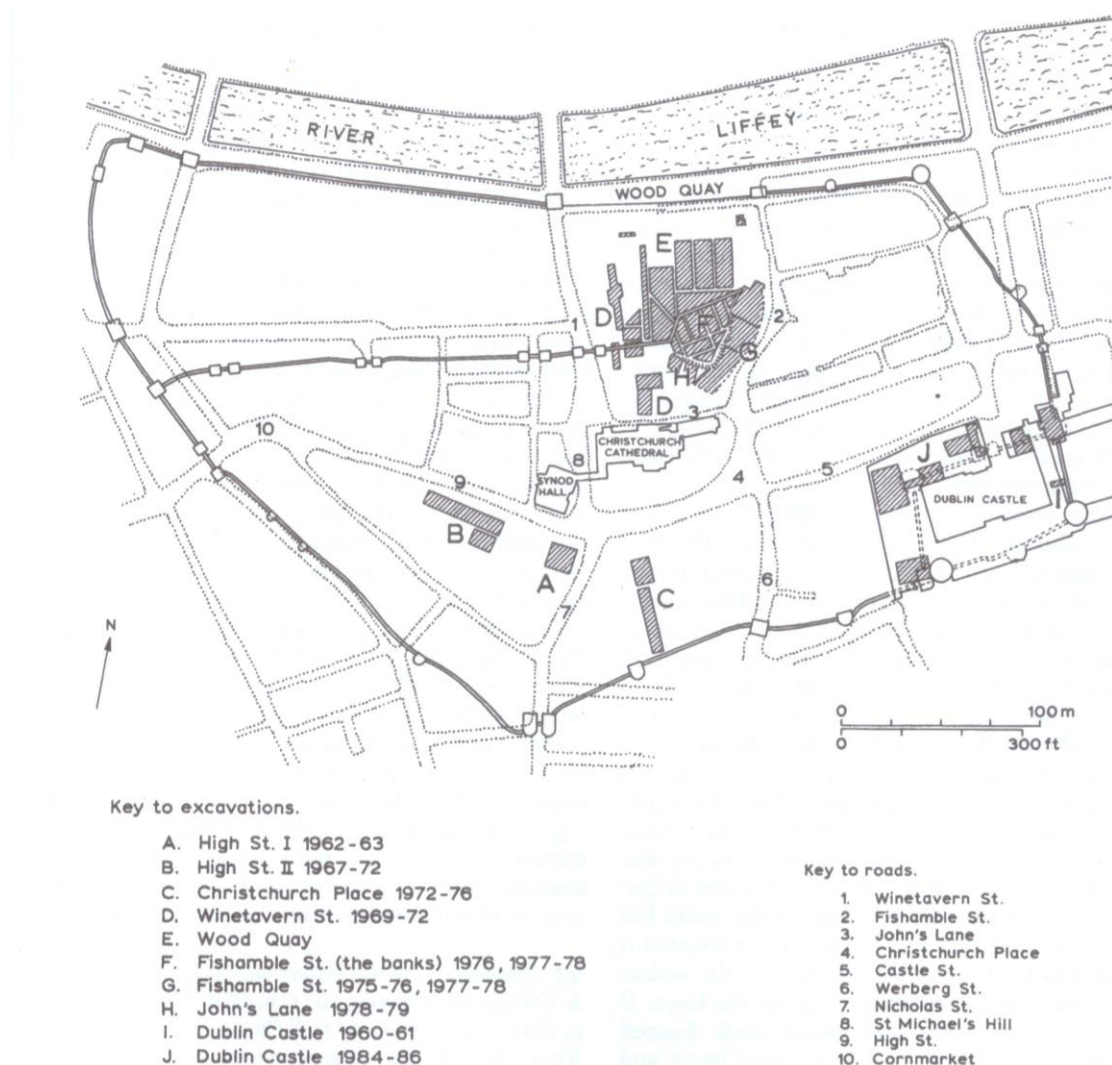 RIVER
LIFFEY
WOOD QUAY
E
1
D
F
2
G
H
D
3
10
CHRISTCHURCH
CATHEDRAL
8
4
5
J
9
SYNOD
HALL
DUBLIN CASTLE
I
B
A
C
6
7
N
0 100 m
0 300 ft
Key to excavations.
A. High St. I 1962-63
B. High St. II 1967-72
C. Christchurch Place 1972-76
D. Winetavern St. 1969-72
E. Wood Quay
F. Fishamble St. (the banks) 1976, 1977-78
G. Fishamble St. 1975-76, 1977-78
H. John's Lane 1978-79
I. Dublin Castle 1960-61
J. Dublin Castle 1984-86
Key to roads.
1. Winetavern St.
2. Fishamble St.
3. John's Lane
4. Christchurch Place
5. Castle St.
6. Werberg St.
7. Nicholas St.
8. St Michael's Hill
9. High St.
10. Cornmarket